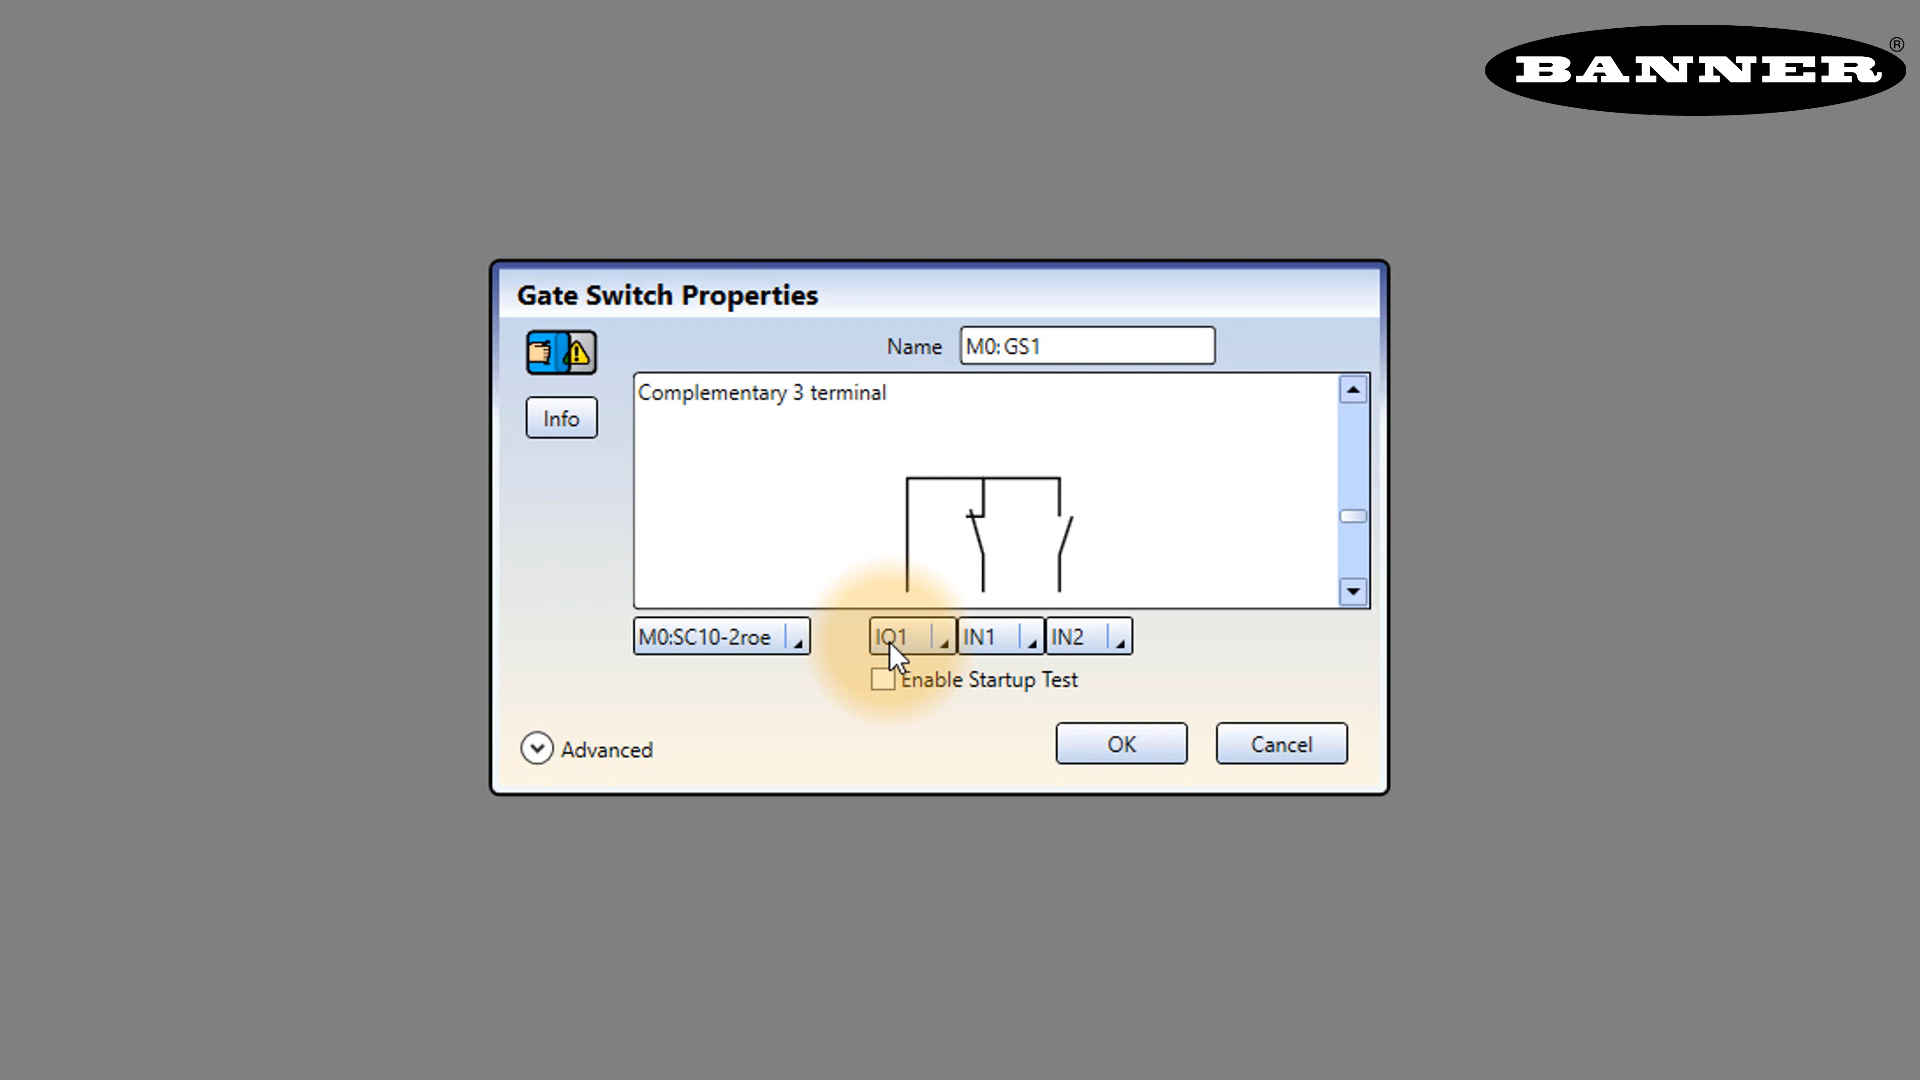 BANNER®
Gate Switch Properties
Name M0:GS1
Info
Complementary 3 terminal
M0:SC10-2roe IO1 IN1 IN2
Enable Startup Test
Advanced OK Cancel